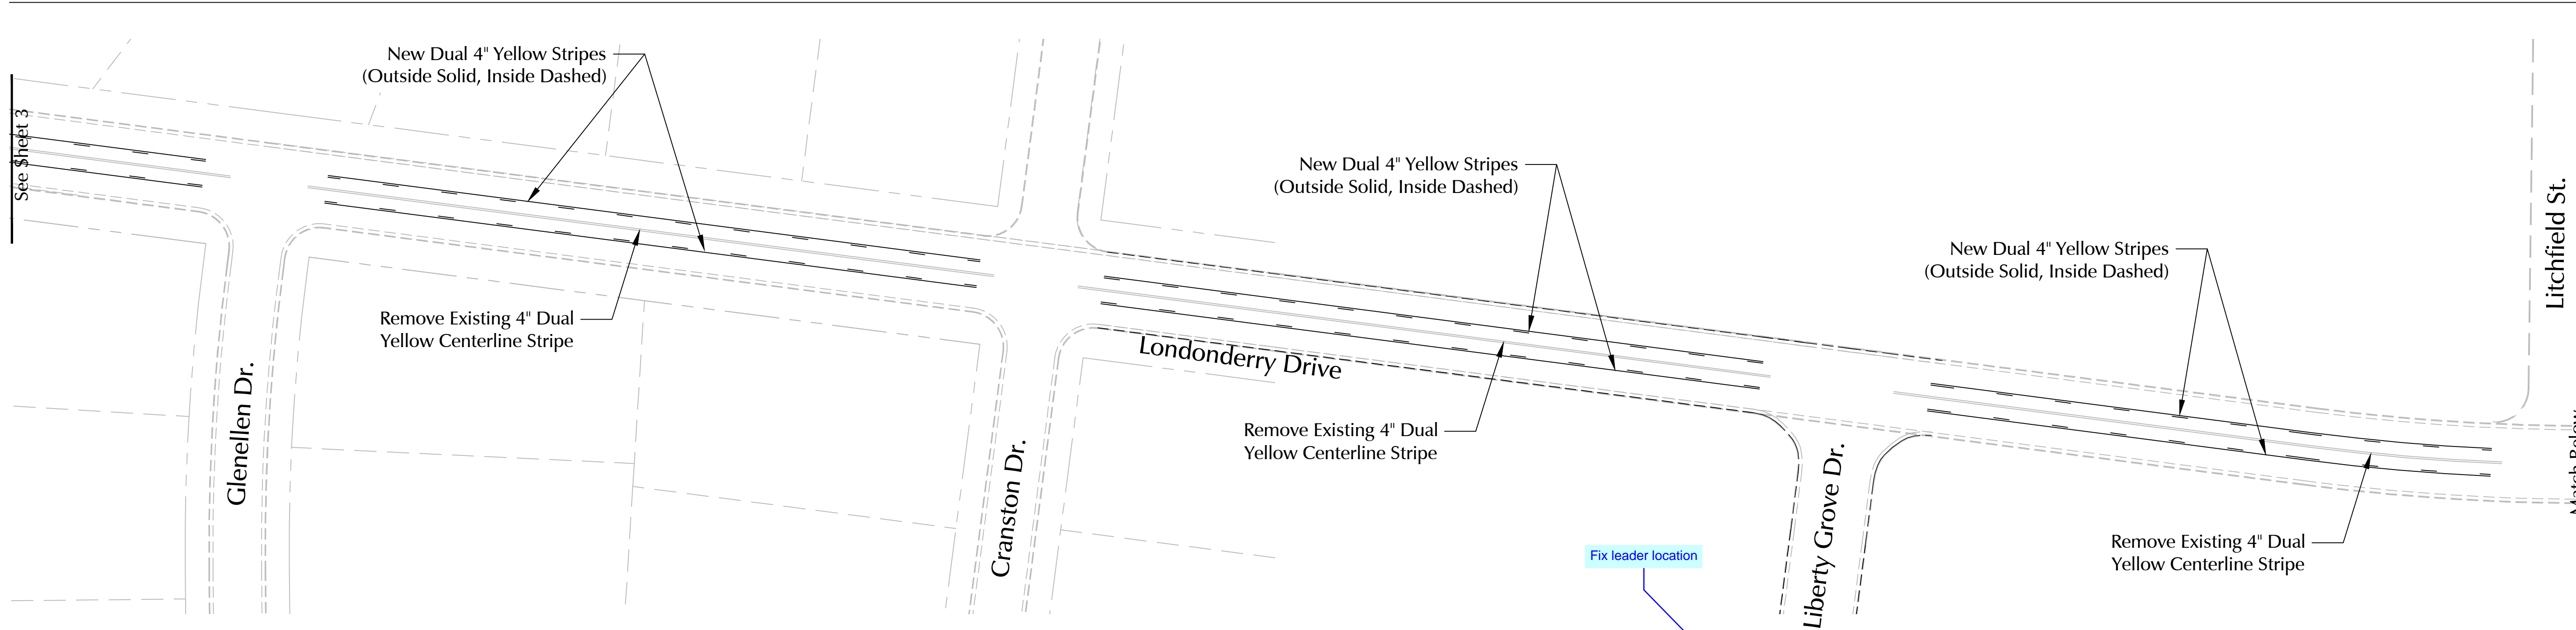 New Dual 4" Yellow Stripes
(Outside Solid, Inside Dashed)
See Sheet 3
New Dual 4" Yellow Stripes
(Outside Solid, Inside Dashed)
Litchfield St.
New Dual 4" Yellow Stripes
(Outside Solid, Inside Dashed)
Remove Existing 4" Dual
Yellow Centerline Stripe
Londonderry Drive
Glenellen Dr.
Cranston Dr.
Remove Existing 4" Dual
Yellow Centerline Stripe
Liberty Grove Dr.
Match Below
Fix leader location
Remove Existing 4" Dual
Yellow Centerline Stripe